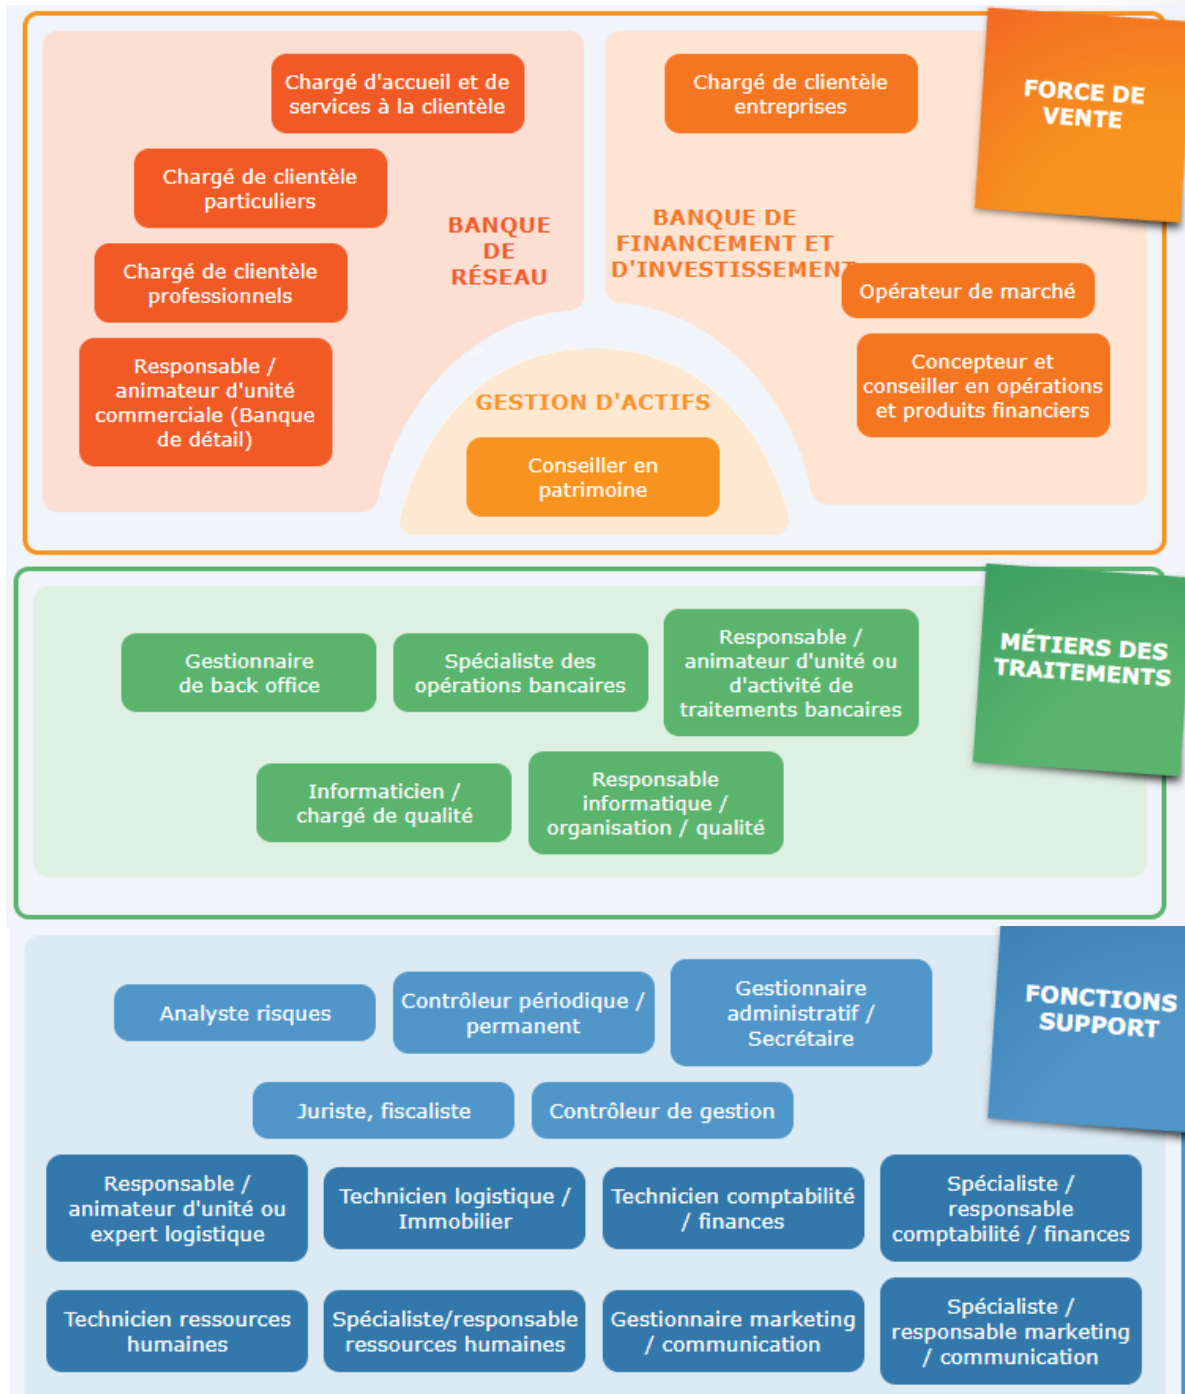 FORCE DE
VENTE
Chargé d'accueil et de
services à la clientèle
Chargé de clientèle
particuliers
Chargé de clientèle
professionnels
Responsable /
animateur d'unité
commerciale (Banque
de détail)
BANQUE
DE
RÉSEAU
Chargé de clientèle
entreprises
BANQUE DE
FINANCEMENT ET
D'INVESTISSEMENT
Opérateur de marché
Concepteur et
conseiller en opérations
et produits financiers
GESTION D'ACTIFS
Conseiller en
patrimoine
MÉTIERS DES
TRAITEMENTS
Gestionnaire
de back office
Spécialiste des
opérations bancaires
Responsable /
animateur d'unité ou
d'activité de
traitements bancaires
Informaticien /
chargé de qualité
Responsable
informatique /
organisation / qualité
FONCTIONS
SUPPORT
Analyste risques
Contrôleur périodique /
permanent
Gestionnaire
administratif /
Secrétaire
Juriste, fiscaliste
Contrôleur de gestion
Responsable /
animateur d'unité ou
expert logistique
Technicien logistique /
Immobilier
Technicien comptabilité
/ finances
Spécialiste /
responsable
comptabilité / finances
Technicien ressources
humaines
Spécialiste/responsable
ressources humaines
Gestionnaire marketing
/ communication
Spécialiste /
responsable marketing
/ communication